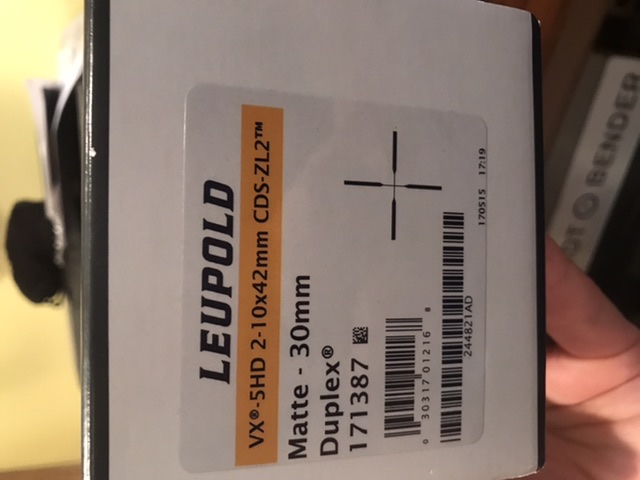 LEUPOLD
VX®-5HD 2-10x42mm CDS-ZL2™
Matte - 30mm
Duplex®
171387
0 30317 01216 8
244821AD
170515 17:19
BENDER